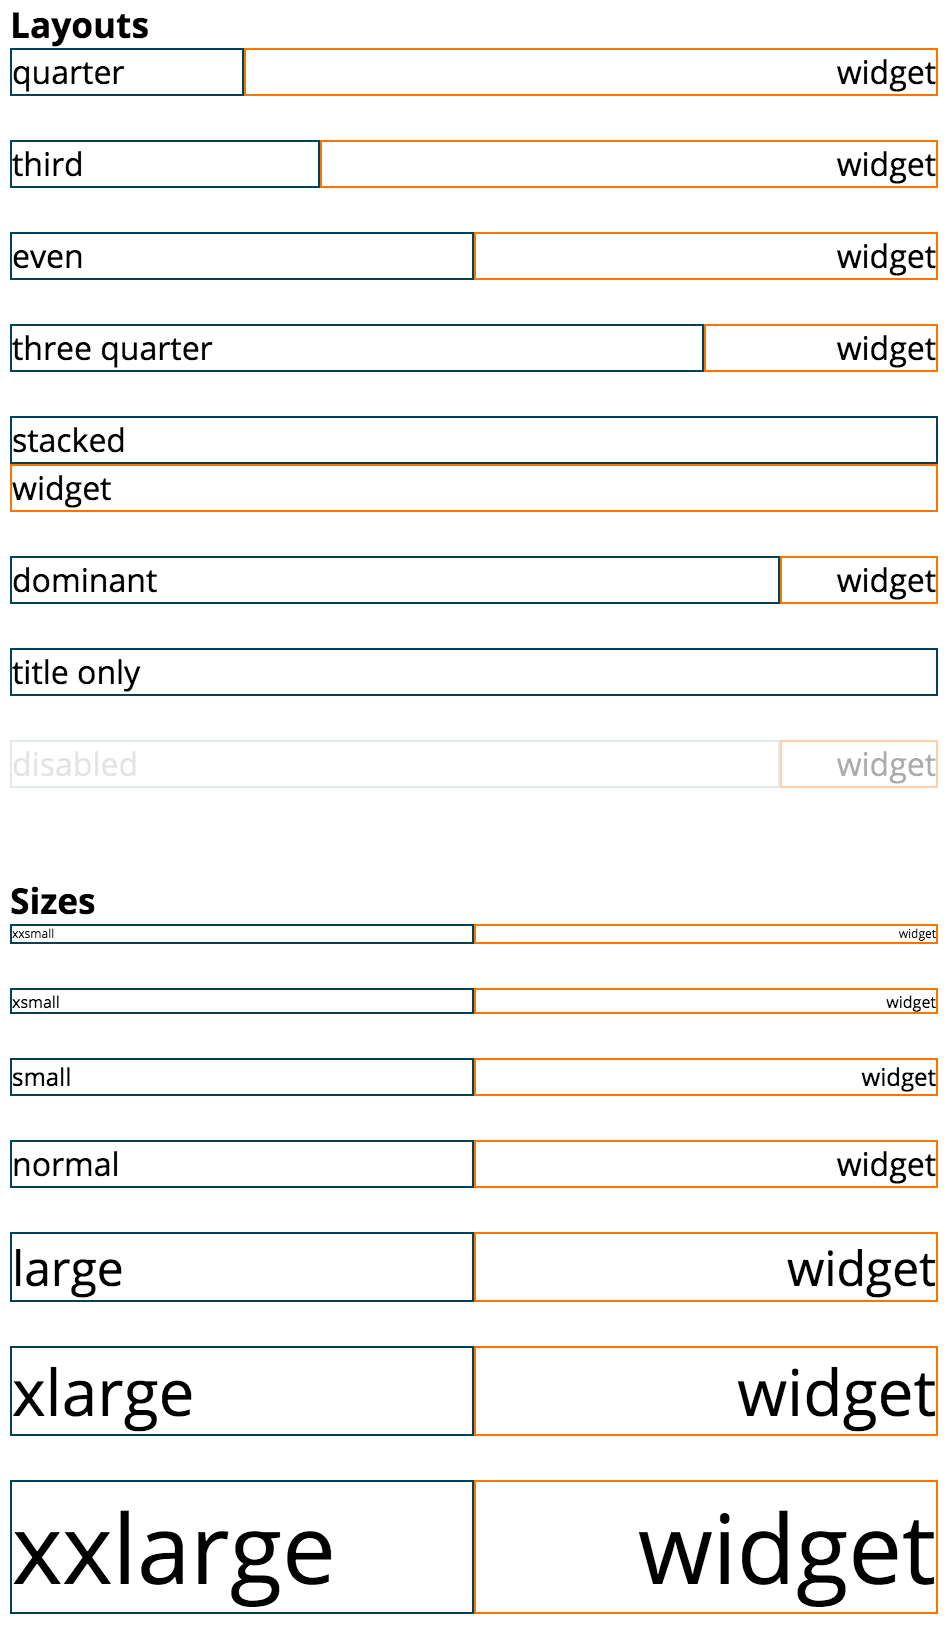 Layouts
quarter widget
third widget
even widget
three quarter widget
stacked
widget
dominant widget
title only
disabled widget
Sizes
xxsmall widget
xsmall widget
small widget
normal widget
large widget
xlarge widget
xxlarge widget